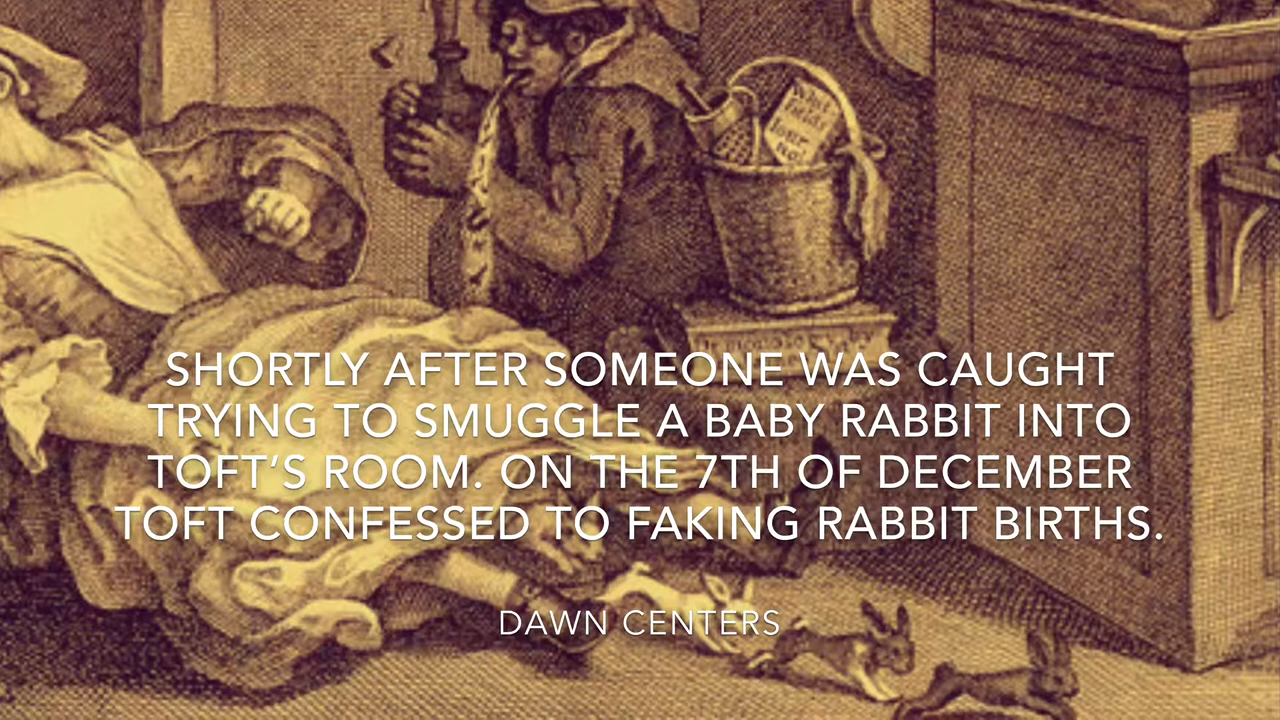 SHORTLY AFTER SOMEONE WAS CAUGHT
TRYING TO SMUGGLE A BABY RABBIT INTO
TOFT'S ROOM. ON THE 7TH OF DECEMBER
TOFT CONFESSED TO FAKING RABBIT BIRTHS.
DAWN CENTERS